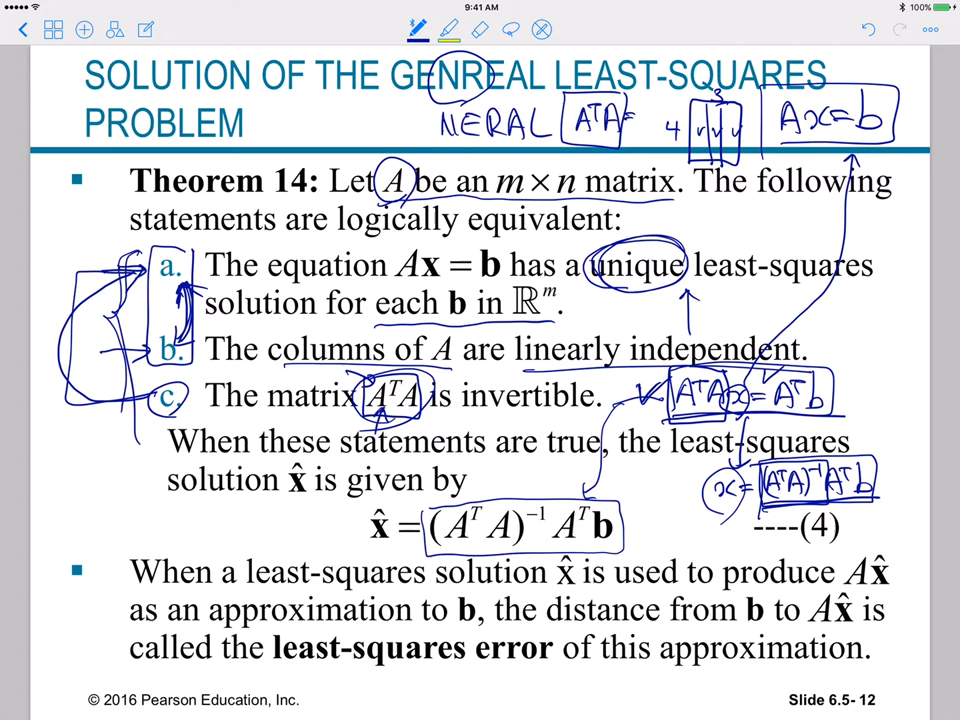 9:41 AM
100%
SOLUTION OF THE GENREAL LEAST-SQUARES
PROBLEM
NERAL AᵀA= 4 3 Ax=b
Theorem 14: Let A be an m × n matrix. The following
statements are logically equivalent:
a. The equation Ax = b has a unique least-squares
solution for each b in ℝᵐ.
b. The columns of A are linearly independent.
c. The matrix AᵀA is invertible.
AᵀAx = Aᵀb
When these statements are true, the least-squares
solution x̂ is given by
x = (AᵀA)⁻¹Aᵀb
x̂ = (AᵀA)⁻¹Aᵀb ----(4)
When a least-squares solution x̂ is used to produce Ax̂
as an approximation to b, the distance from b to Ax̂ is
called the least-squares error of this approximation.
© 2016 Pearson Education, Inc. Slide 6.5- 12